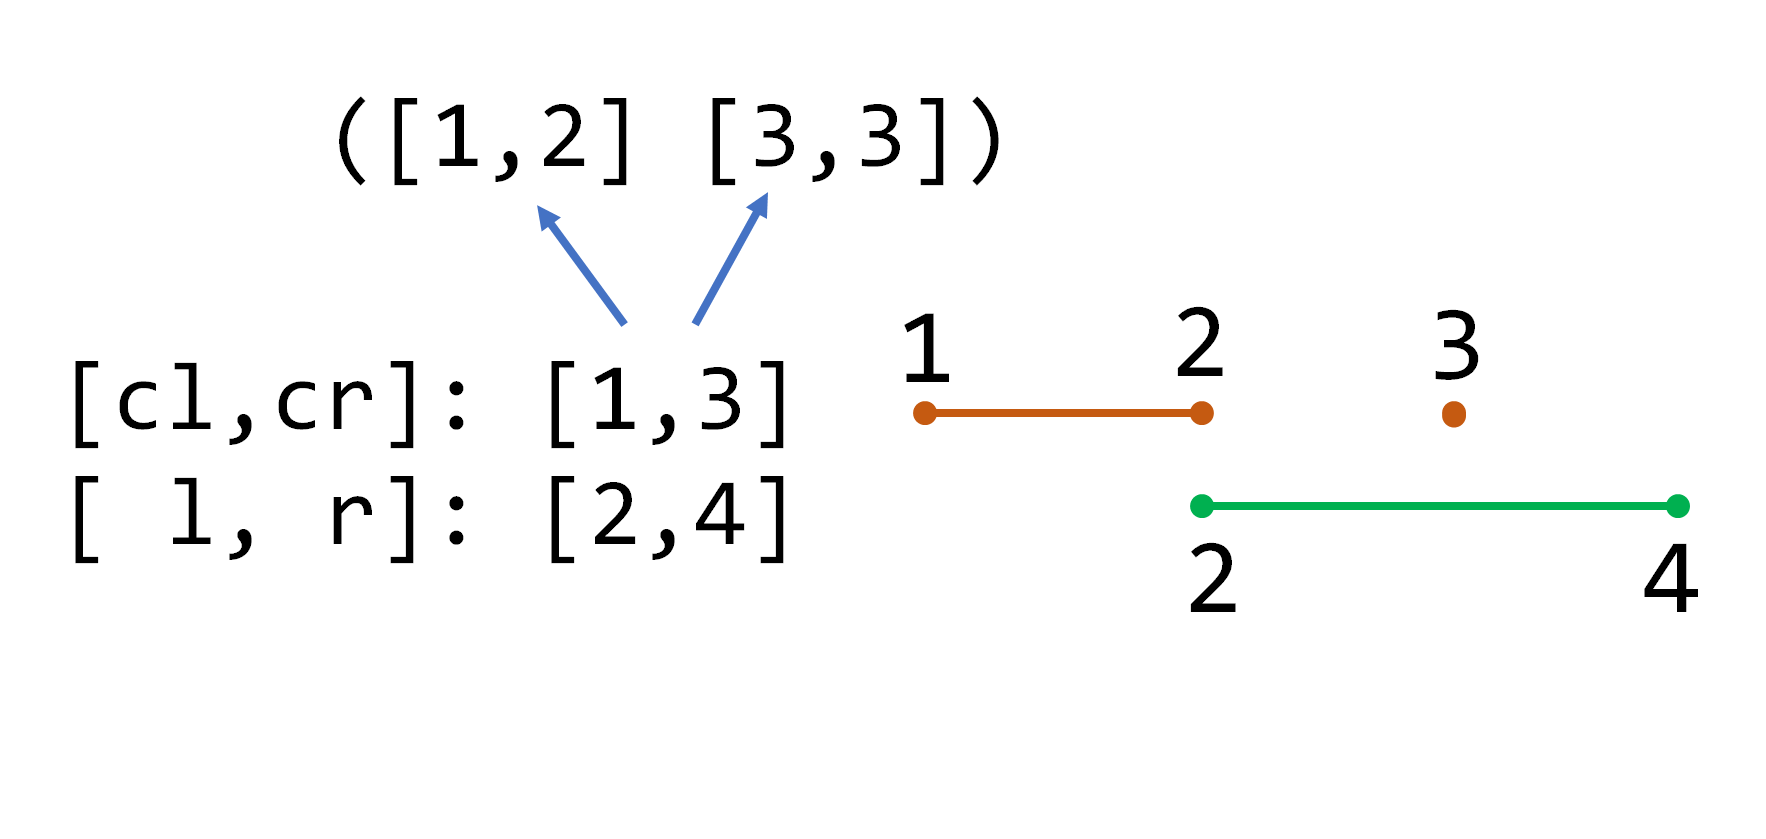 ([1,2] [3,3])
[cl,cr]: [1,3]
[ l, r]: [2,4]
1 2 3
2 4